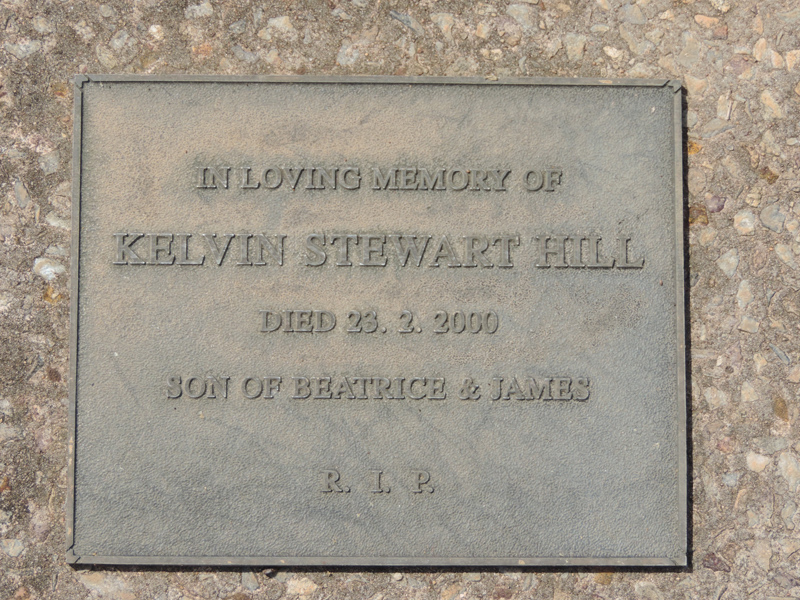 IN LOVING MEMORY OF
KELVIN STEWART HILL
DIED 23. 2. 2000
SON OF BEATRICE & JAMES
R. I. P.